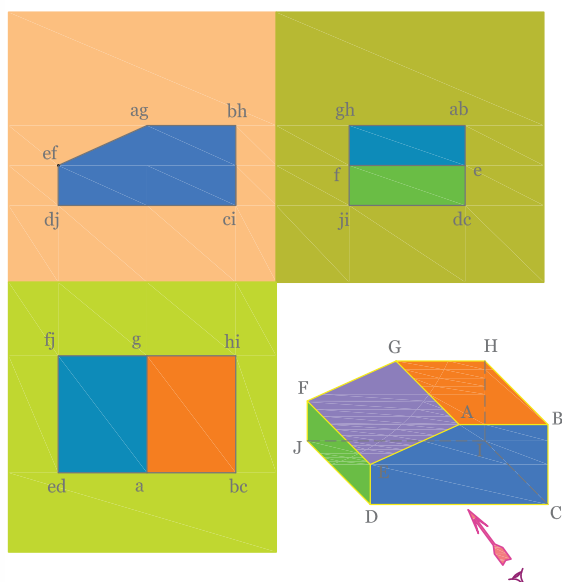 ag bh gh ab
ef f e
dj ci ji dc
fj g hi
ed a bc
G H
F A B
J I
I
D C